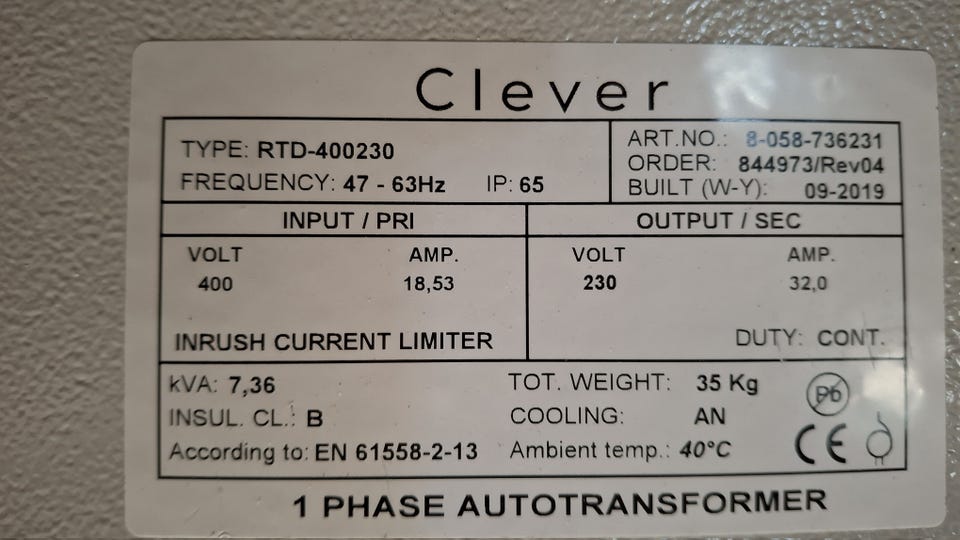 Clever
TYPE: RTD-400230
FREQUENCY: 47 - 63Hz IP: 65
ART.NO.: 8-058-736231
ORDER: 844973/Rev04
BUILT (W-Y): 09-2019
INPUT / PRI
OUTPUT / SEC
VOLT AMP.
400 18,53
INRUSH CURRENT LIMITER
VOLT AMP.
230 32,0
DUTY: CONT.
kVA: 7,36 TOT. WEIGHT: 35 Kg
INSUL. CL.: B COOLING: AN
According to: EN 61558-2-13 Ambient temp.: 40°C
Pb
CE
1 PHASE AUTOTRANSFORMER